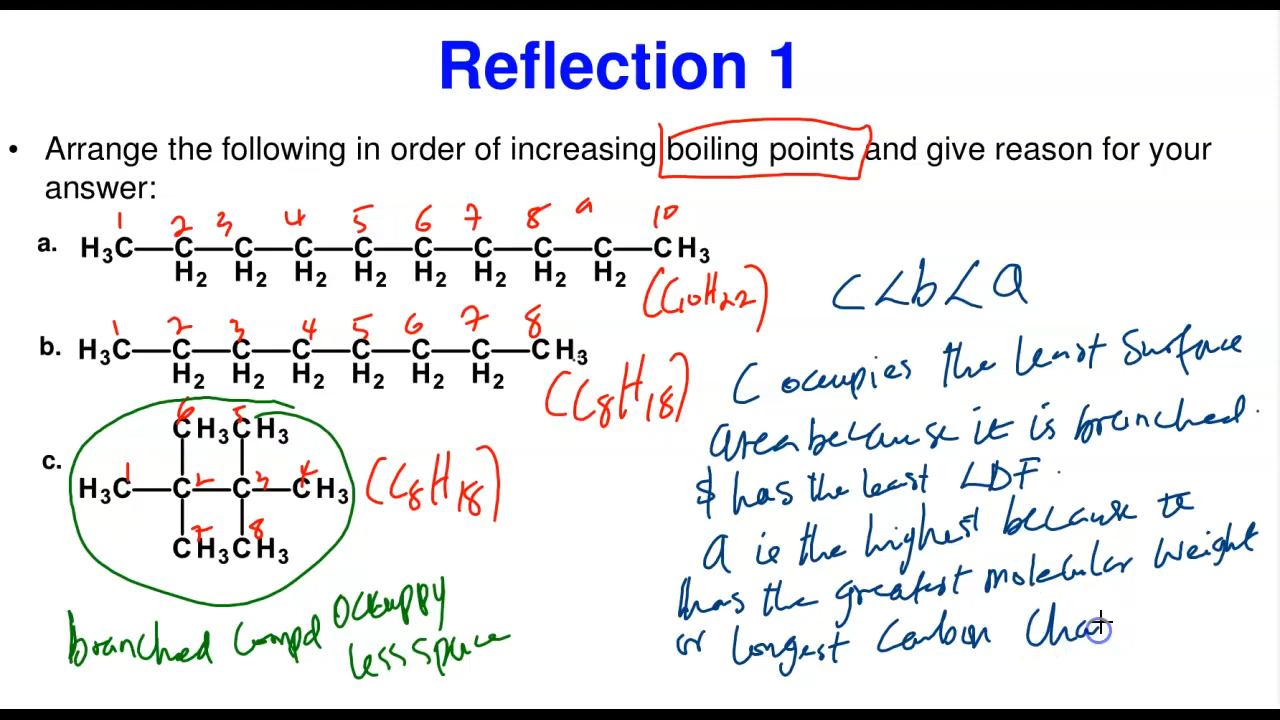 Reflection 1
• Arrange the following in order of increasing boiling points and give reason for your
answer:
1 2 3 4 5 6 7 8 9 10
a. H₃C—C—C—C—C—C—C—C—C—CH₃
H₂ H₂ H₂ H₂ H₂ H₂ H₂ H₂
(C₁₀H₂₂)
1 2 3 4 5 6 7 8
b. H₃C—C—C—C—C—C—C—CH₃
H₂ H₂ H₂ H₂ H₂ H₂
(C₈H₁₈)
6 5
CH₃CH₃
c. 1 2 3 4
H₃C—C—C—CH₃
(C₈H₁₈)
7 8
CH₃CH₃
branched compd occuppy
less space
C < b < a
C occupies the least surface
area because it is branched.
& has the least LDF.
a is the highest because it
has the greatest molecular weight
or longest carbon cha